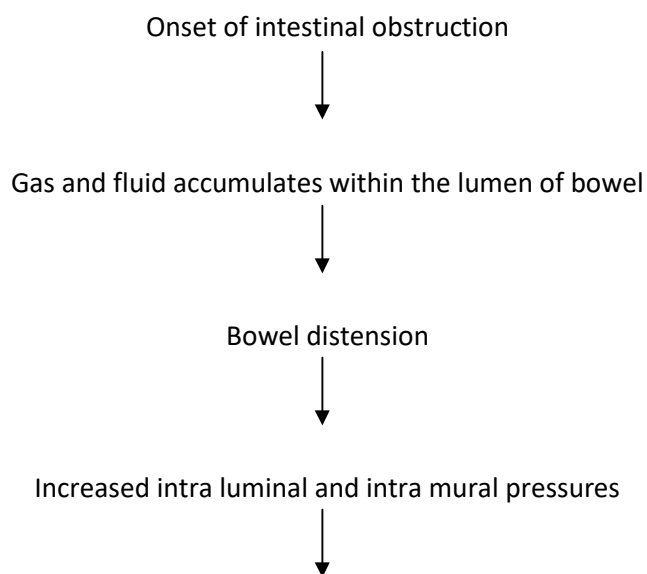 Onset of intestinal obstruction
Gas and fluid accumulates within the lumen of bowel
Bowel distension
Increased intra luminal and intra mural pressures